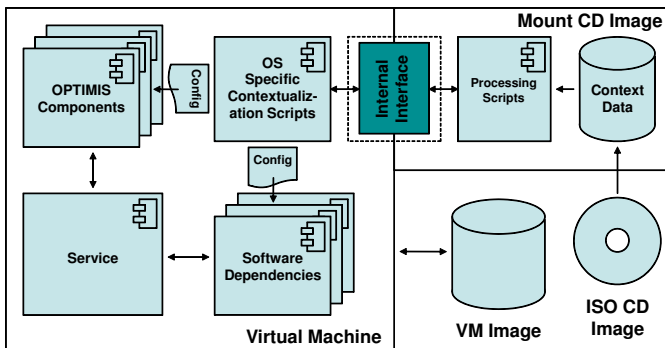 Mount CD Image
OPTIMIS
Components
Config
OS
Specific
Contextualiz-
ation Scripts
Internal
Interface
Processing
Scripts
Context
Data
Config
Service
Software
Dependencies
Virtual Machine
VM Image
ISO CD
Image